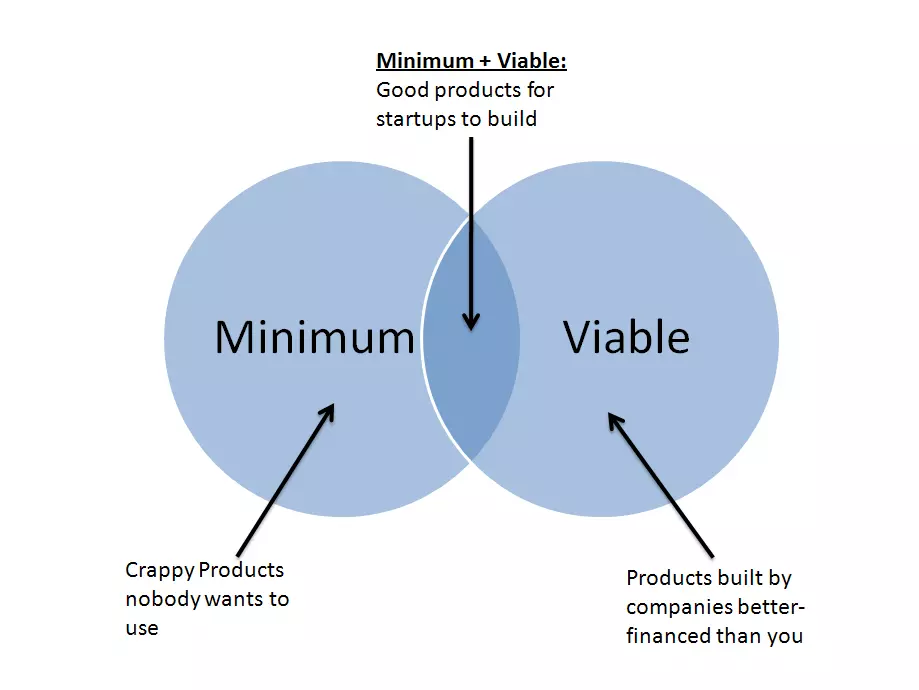 Minimum + Viable:
Good products for
startups to build
Minimum
Viable
Crappy Products
nobody wants to
use
Products built by
companies better-
financed than you